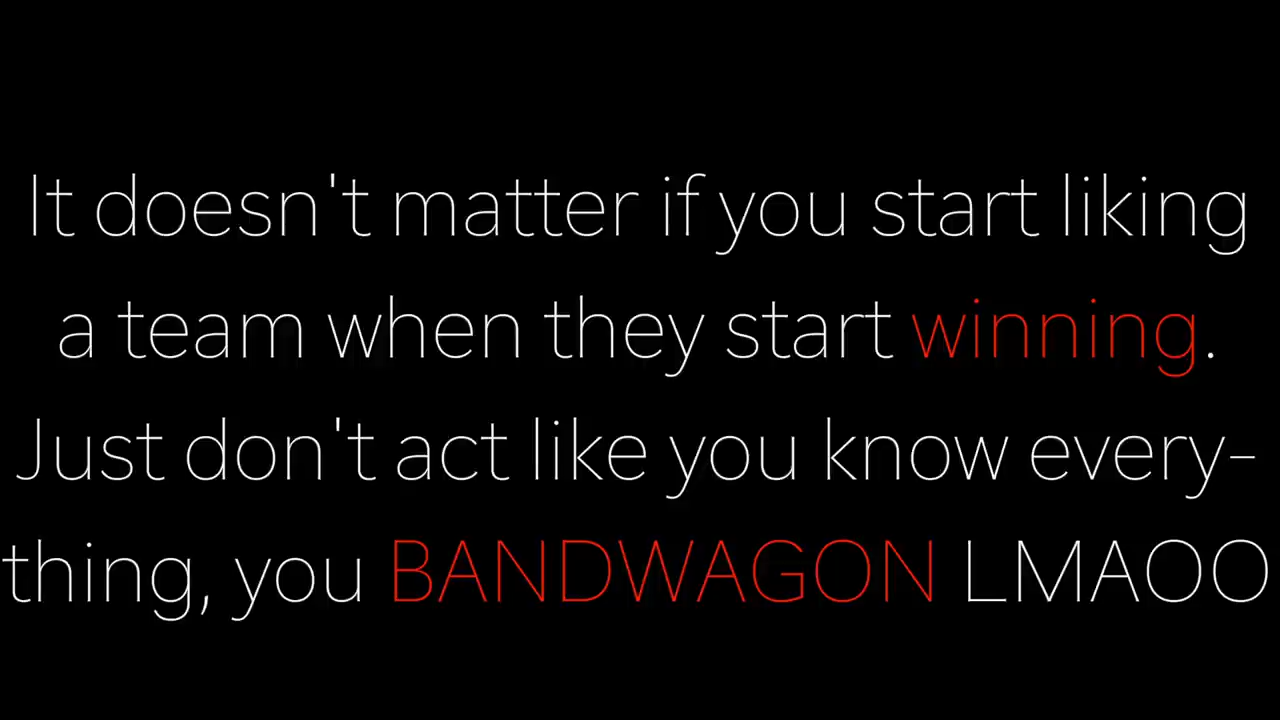 It doesn't matter if you start liking
a team when they start winning.
Just don't act like you know every-
thing, you BANDWAGON LMAOO